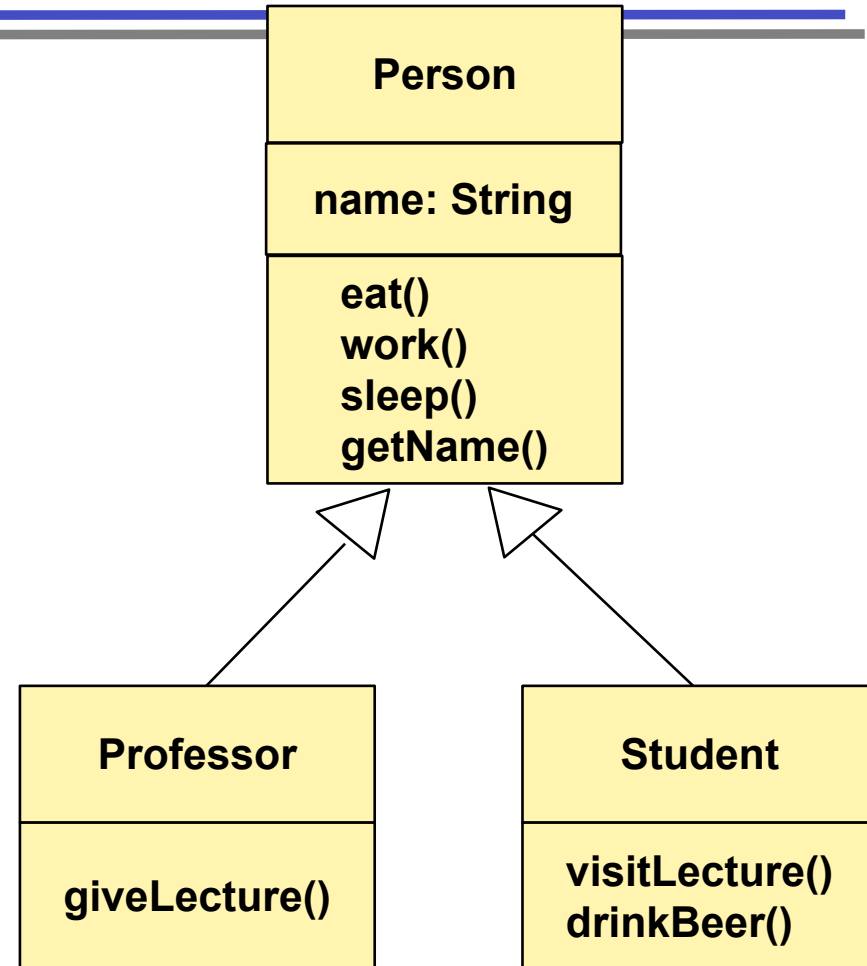 Person
name: String
eat()
work()
sleep()
getName()
Professor
giveLecture()
Student
visitLecture()
drinkBeer()